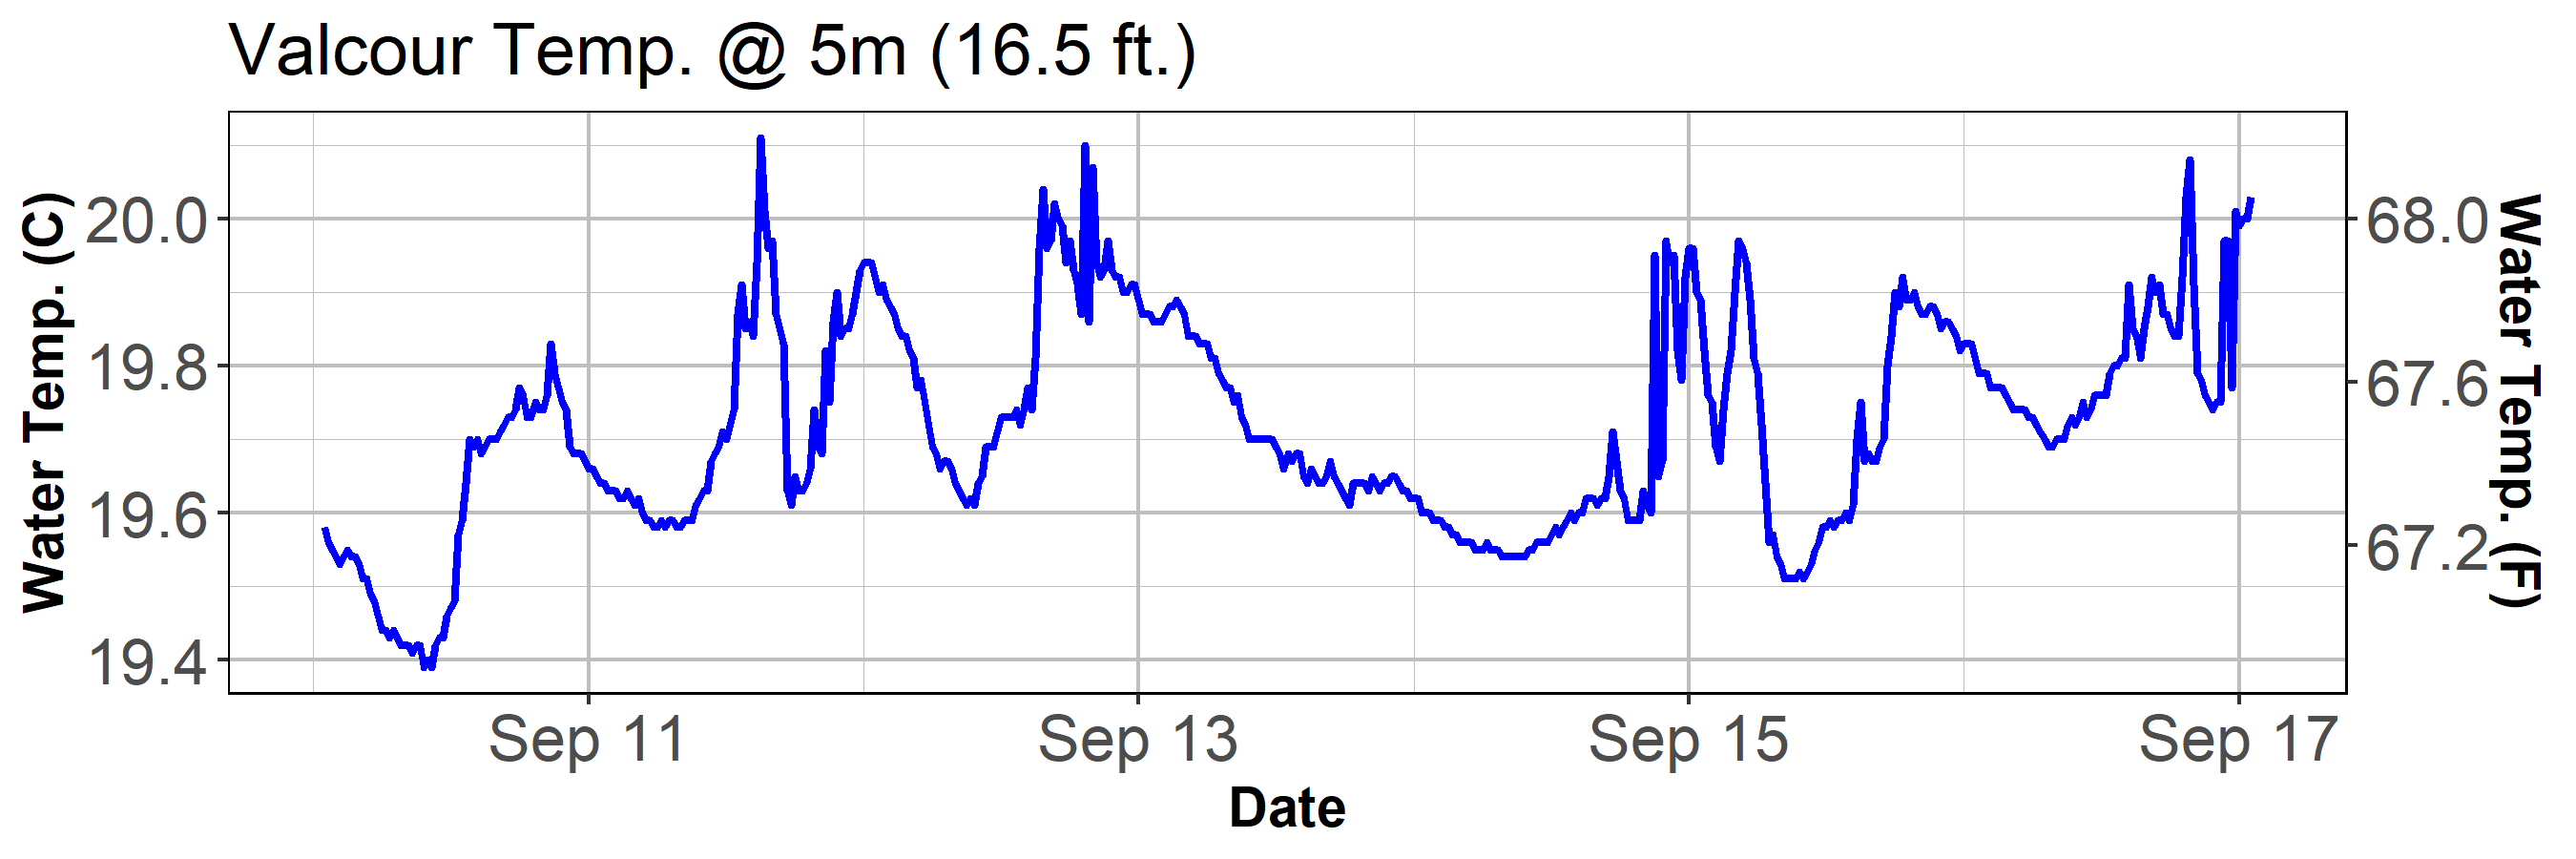 Valcour Temp. @ 5m (16.5 ft.)
Water Temp. (C)
20.0
19.8
19.6
19.4
68.0
67.6
67.2
Water Temp. (F)
Sep 11 Sep 13 Sep 15 Sep 17
Date